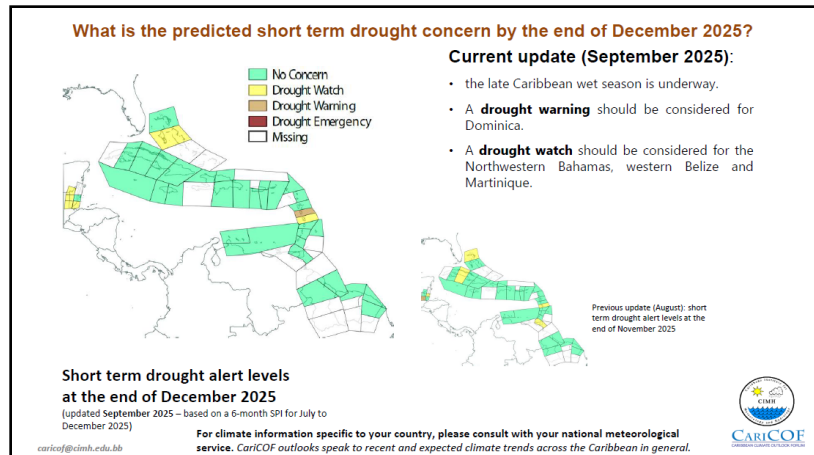 What is the predicted short term drought concern by the end of December 2025?
No Concern
Drought Watch
Drought Warning
Drought Emergency
Missing
Current update (September 2025):
• the late Caribbean wet season is underway.
• A drought warning should be considered for
Dominica.
• A drought watch should be considered for the
Northwestern Bahamas, western Belize and
Martinique.
Previous update (August): short
term drought alert levels at the
end of November 2025
Short term drought alert levels
at the end of December 2025
(updated September 2025 – based on a 6-month SPI for July to
December 2025)
For climate information specific to your country, please consult with your national meteorological
service. CariCOF outlooks speak to recent and expected climate trends across the Caribbean in general.
caricof@cimh.edu.bb
CIMH
CARICOF
CARIBBEAN CLIMATE OUTLOOK FORUM